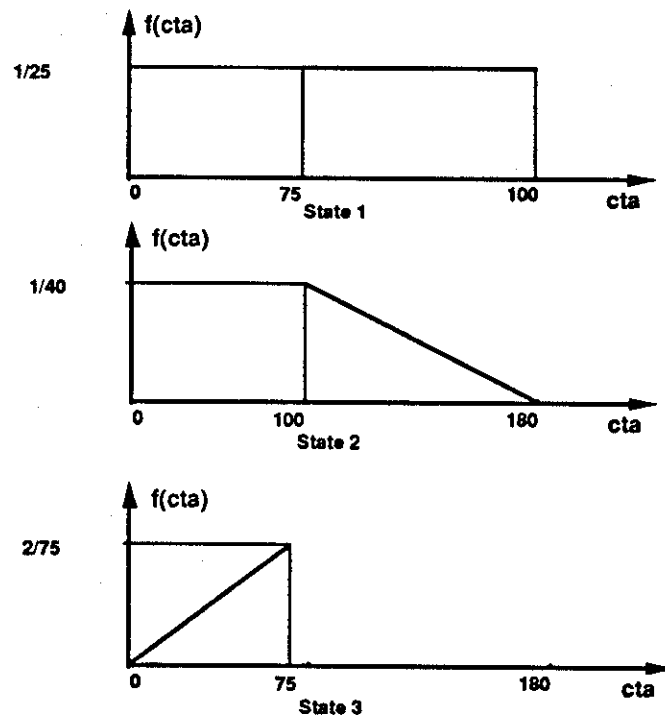 f(cta)
1/25
0 75 100 cta
State 1
f(cta)
1/40
0 100 180 cta
State 2
f(cta)
2/75
0 75 180 cta
State 3